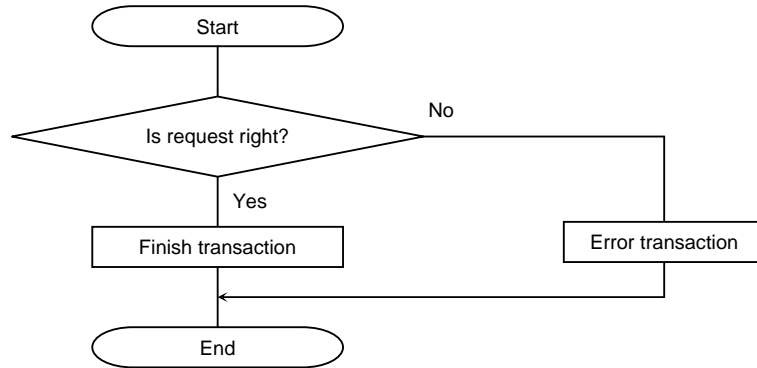 Start
Is request right?
No
Yes
Finish transaction
Error transaction
End